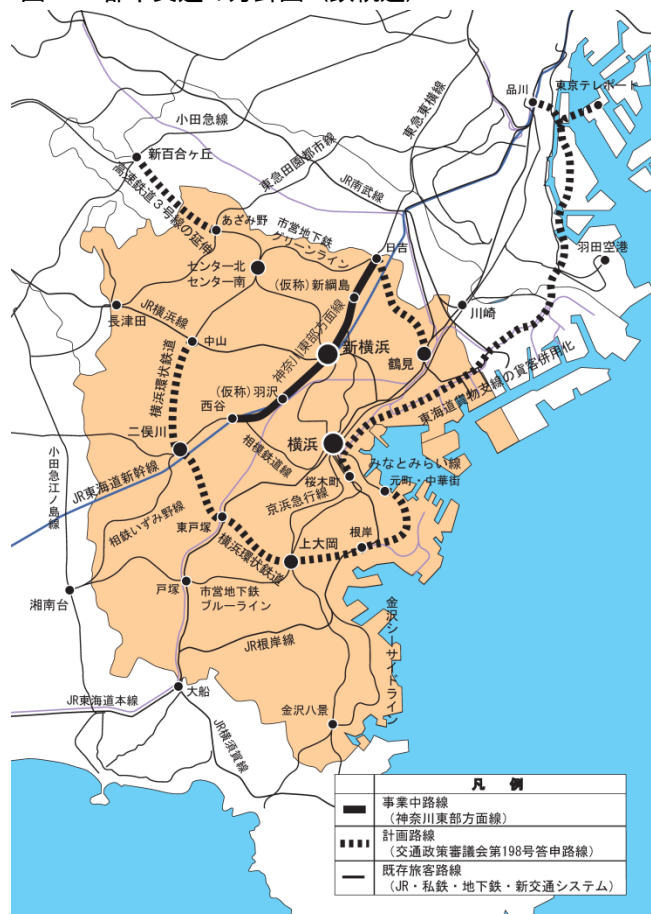 品川
東京テレポート
小田急線
東急東横線
新百合ヶ丘
東急田園都市線
JR南武線
高速鉄道3号線の延伸
あざみ野
市営地下鉄
グリーンライン
日吉
羽田空港
センター北
センター南
(仮称)新綱島
川崎
長津田
JR横浜線
中山
神奈川東部方面線
新横浜
鶴見
横浜環状鉄道
(仮称)羽沢
東海道貨物支線の貨客併用化
西谷
二俣川
相模鉄道線
横浜
みなとみらい線
小田急江ノ島線
JR東海道新幹線
桜木町
元町・中華街
京浜急行線
相鉄いずみ野線
東戸塚
横浜環状鉄道
上大岡
根岸
戸塚
市営地下鉄
ブルーライン
湘南台
金沢シーサイドライン
JR根岸線
大船
JR東海道本線
金沢八景
JR横須賀線
凡 例
事業中路線
(神奈川東部方面線)
計画路線
(交通政策審議会第198号答申路線)
既存旅客路線
(JR・私鉄・地下鉄・新交通システム)